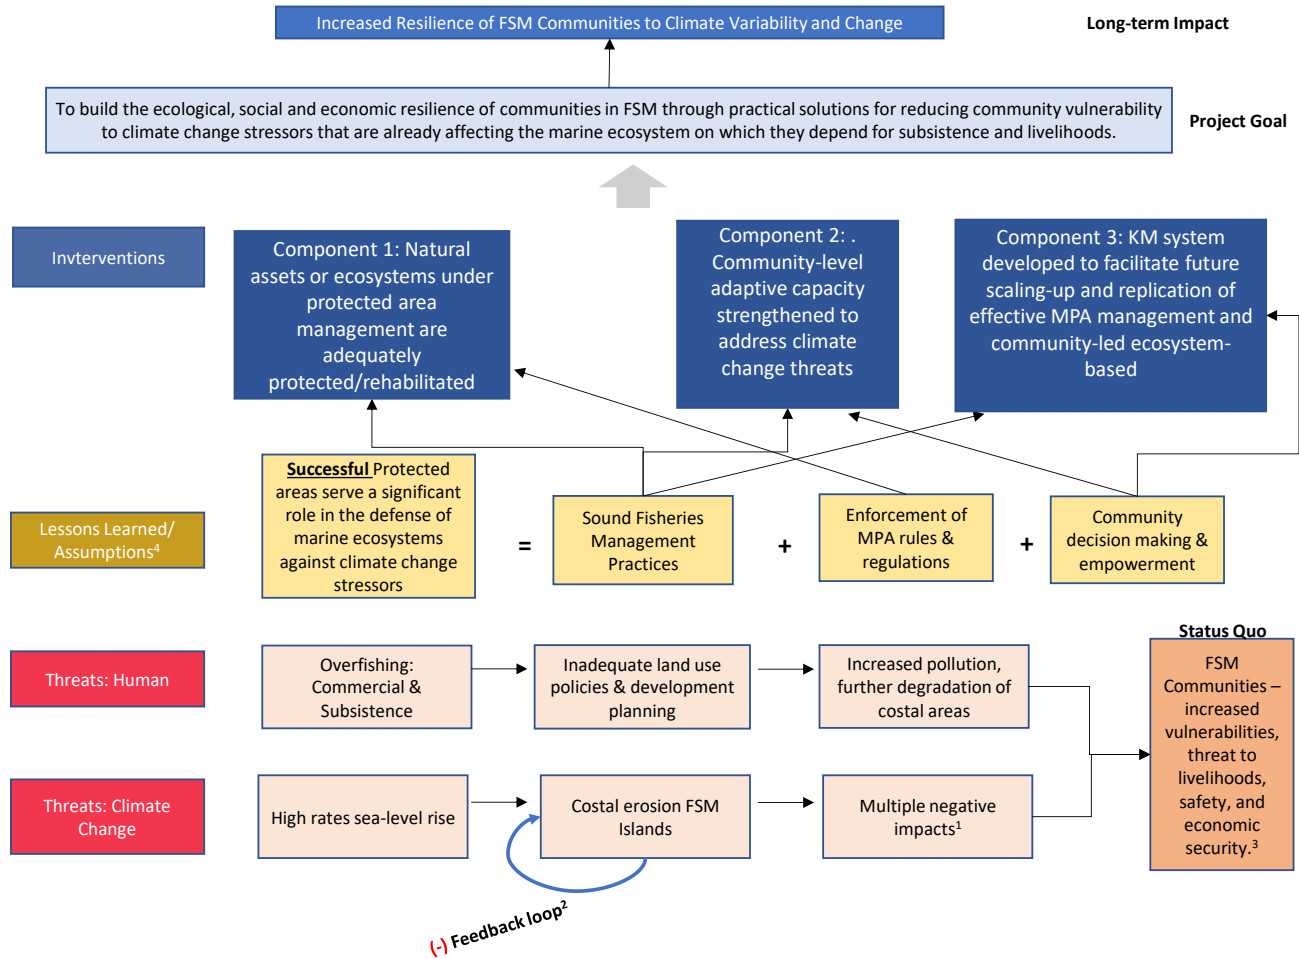 Increased Resilience of FSM Communities to Climate Variability and Change
Long-term Impact
To build the ecological, social and economic resilience of communities in FSM through practical solutions for reducing community vulnerability
to climate change stressors that are already affecting the marine ecosystem on which they depend for subsistence and livelihoods.
Project Goal
Invterventions
Component 1: Natural
assets or ecosystems under
protected area
management are
adequately
protected/rehabilitated
Component 2: .
Community-level
adaptive capacity
strengthened to
address climate
change threats
Component 3: KM system
developed to facilitate future
scaling-up and replication of
effective MPA management and
community-led ecosystem-
based
Lessons Learned/
Assumptions4
Successful Protected
areas serve a significant
role in the defense of
marine ecosystems
against climate change
stressors
=
Sound Fisheries
Management
Practices
+
Enforcement of
MPA rules &
regulations
+
Community
decision making &
empowerment
Threats: Human
Overfishing:
Commercial &
Subsistence
Inadequate land use
policies & development
planning
Increased pollution,
further degradation of
costal areas
Status Quo
FSM
Communities –
increased
vulnerabilities,
threat to
livelihoods,
safety, and
economic
security.3
Threats: Climate
Change
High rates sea-level rise
Costal erosion FSM
Islands
Multiple negative
impacts1
(-) Feedback loop2